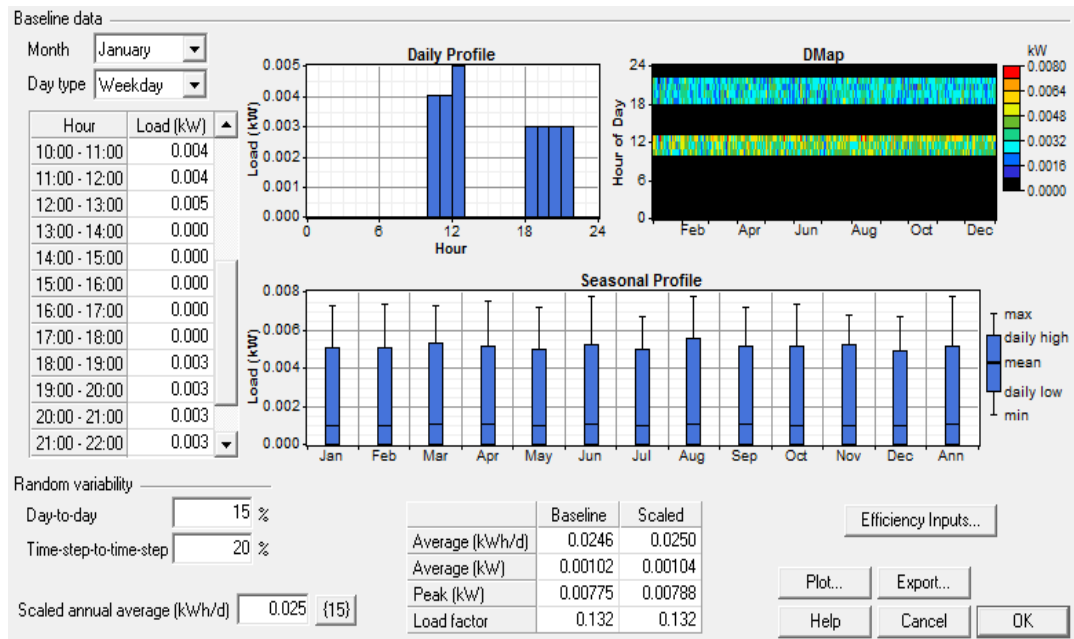 Baseline data
Month January
Day type Weekday
Hour Load (kW)
10:00 - 11:00 0.004
11:00 - 12:00 0.004
12:00 - 13:00 0.005
13:00 - 14:00 0.000
14:00 - 15:00 0.000
15:00 - 16:00 0.000
16:00 - 17:00 0.000
17:00 - 18:00 0.000
18:00 - 19:00 0.003
19:00 - 20:00 0.003
20:00 - 21:00 0.003
21:00 - 22:00 0.003
Daily Profile
Load (kW)
0.005
0.004
0.003
0.002
0.001
0.000
0 6 12 18 24
Hour
DMap
Hour of Day
24
18
12
6
0
Feb Apr Jun Aug Oct Dec
kW
0.0080
0.0064
0.0048
0.0032
0.0016
0.0000
Seasonal Profile
Load (kW)
0.008
0.006
0.004
0.002
0.000
Jan Feb Mar Apr May Jun Jul Aug Sep Oct Nov Dec Ann
max
daily high
mean
daily low
min
Random variability
Day-to-day 15 %
Time-step-to-time-step 20 %
Scaled annual average (kWh/d) 0.025 {15}
Baseline Scaled
Average (kWh/d) 0.0246 0.0250
Average (kW) 0.00102 0.00104
Peak (kW) 0.00775 0.00788
Load factor 0.132 0.132
Efficiency Inputs...
Plot... Export...
Help Cancel OK